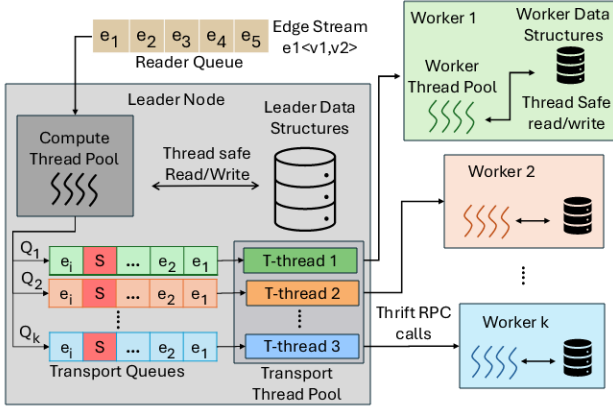 e1 e2 e3 e4 e5
Edge Stream
e1<v1,v2>
Reader Queue
Leader Node
Compute
Thread Pool
Thread safe
Read/Write
Leader Data
Structures
Q1
ei S ... e2 e1
T-thread 1
Q2
ei S ... e2 e1
T-thread 2
Qk
ei S ... e2 e1
T-thread 3
Transport Queues
Transport
Thread Pool
Thrift RPC
calls
Worker 1
Worker Data
Structures
Worker
Thread Pool
Thread Safe
read/write
Worker 2
Worker k